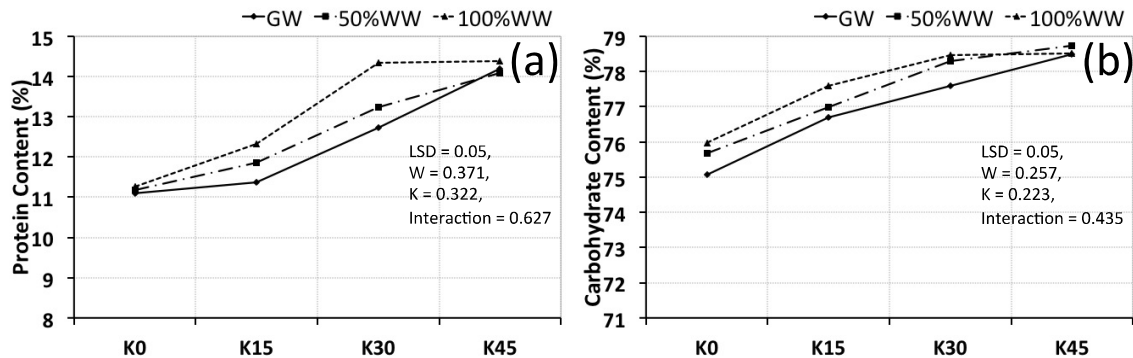 GW 50%WW 100%WW
(a)
Protein Content (%)
15
14
13
12
11
10
9
8
LSD = 0.05,
W = 0.371,
K = 0.322,
Interaction = 0.627
K0 K15 K30 K45
GW 50%WW 100%WW
(b)
Carbohydrate Content (%)
79
78
77
76
75
74
73
72
71
LSD = 0.05,
W = 0.257,
K = 0.223,
Interaction = 0.435
K0 K15 K30 K45